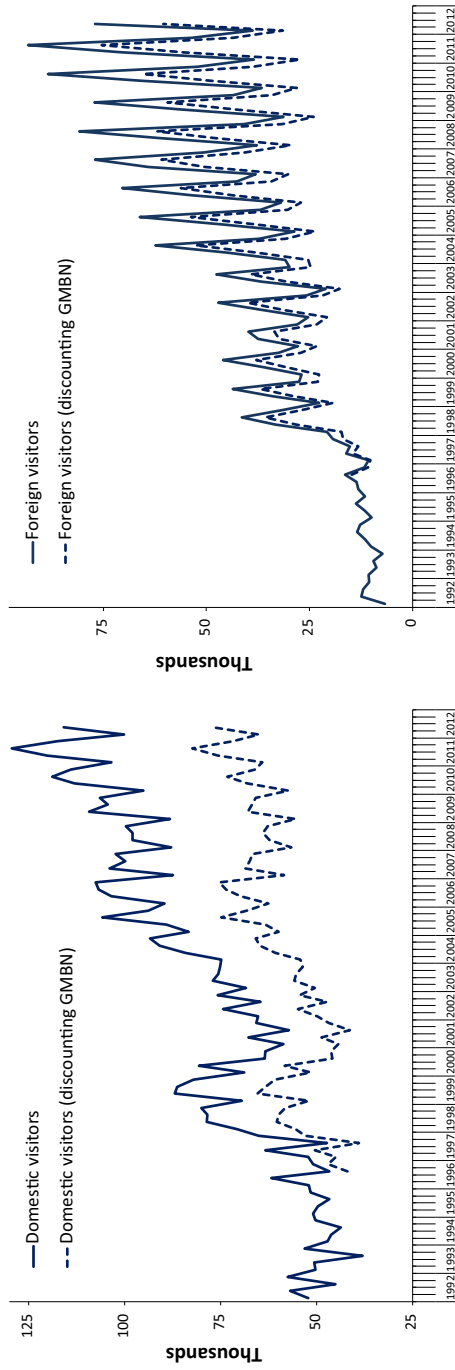 Domestic visitors
Domestic visitors (discounting GMBN)
Thousands
125
100
75
50
25
1992 1993 1994 1995 1996 1997 1998 1999 2000 2001 2002 2003 2004 2005 2006 2007 2008 2009 2010 2011 2012
Foreign visitors
Foreign visitors (discounting GMBN)
Thousands
75
50
25
0
1992 1993 1994 1995 1996 1997 1998 1999 2000 2001 2002 2003 2004 2005 2006 2007 2008 2009 2010 2011 2012